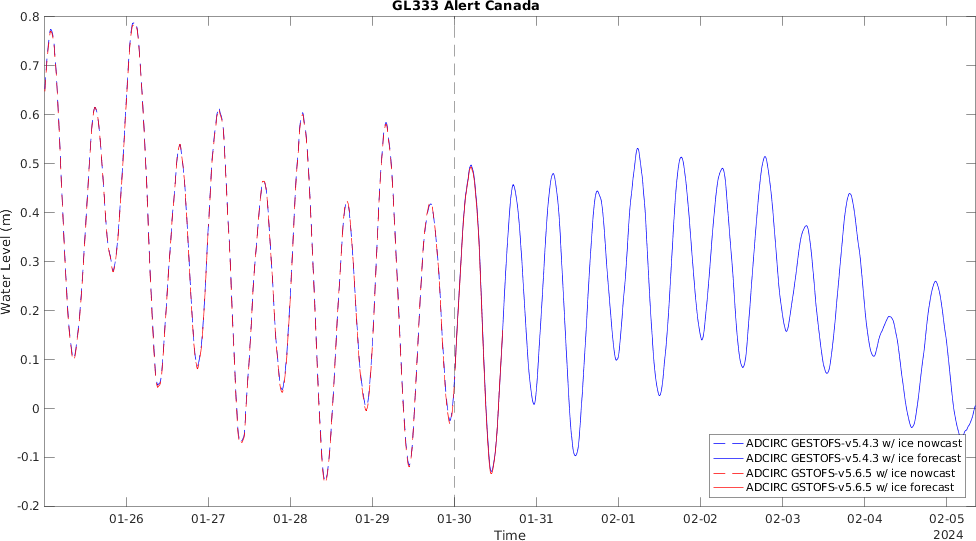 GL333 Alert Canada
0.8
0.7
0.6
0.5
0.4
0.3
0.2
0.1
0
-0.1
-0.2
Water Level (m)
ADCIRC GESTOFS-v5.4.3 w/ ice nowcast
ADCIRC GESTOFS-v5.4.3 w/ ice forecast
ADCIRC GSTOFS-v5.6.5 w/ ice nowcast
ADCIRC GSTOFS-v5.6.5 w/ ice forecast
01-26 01-27 01-28 01-29 01-30 01-31 02-01 02-02 02-03 02-04 02-05
Time 2024